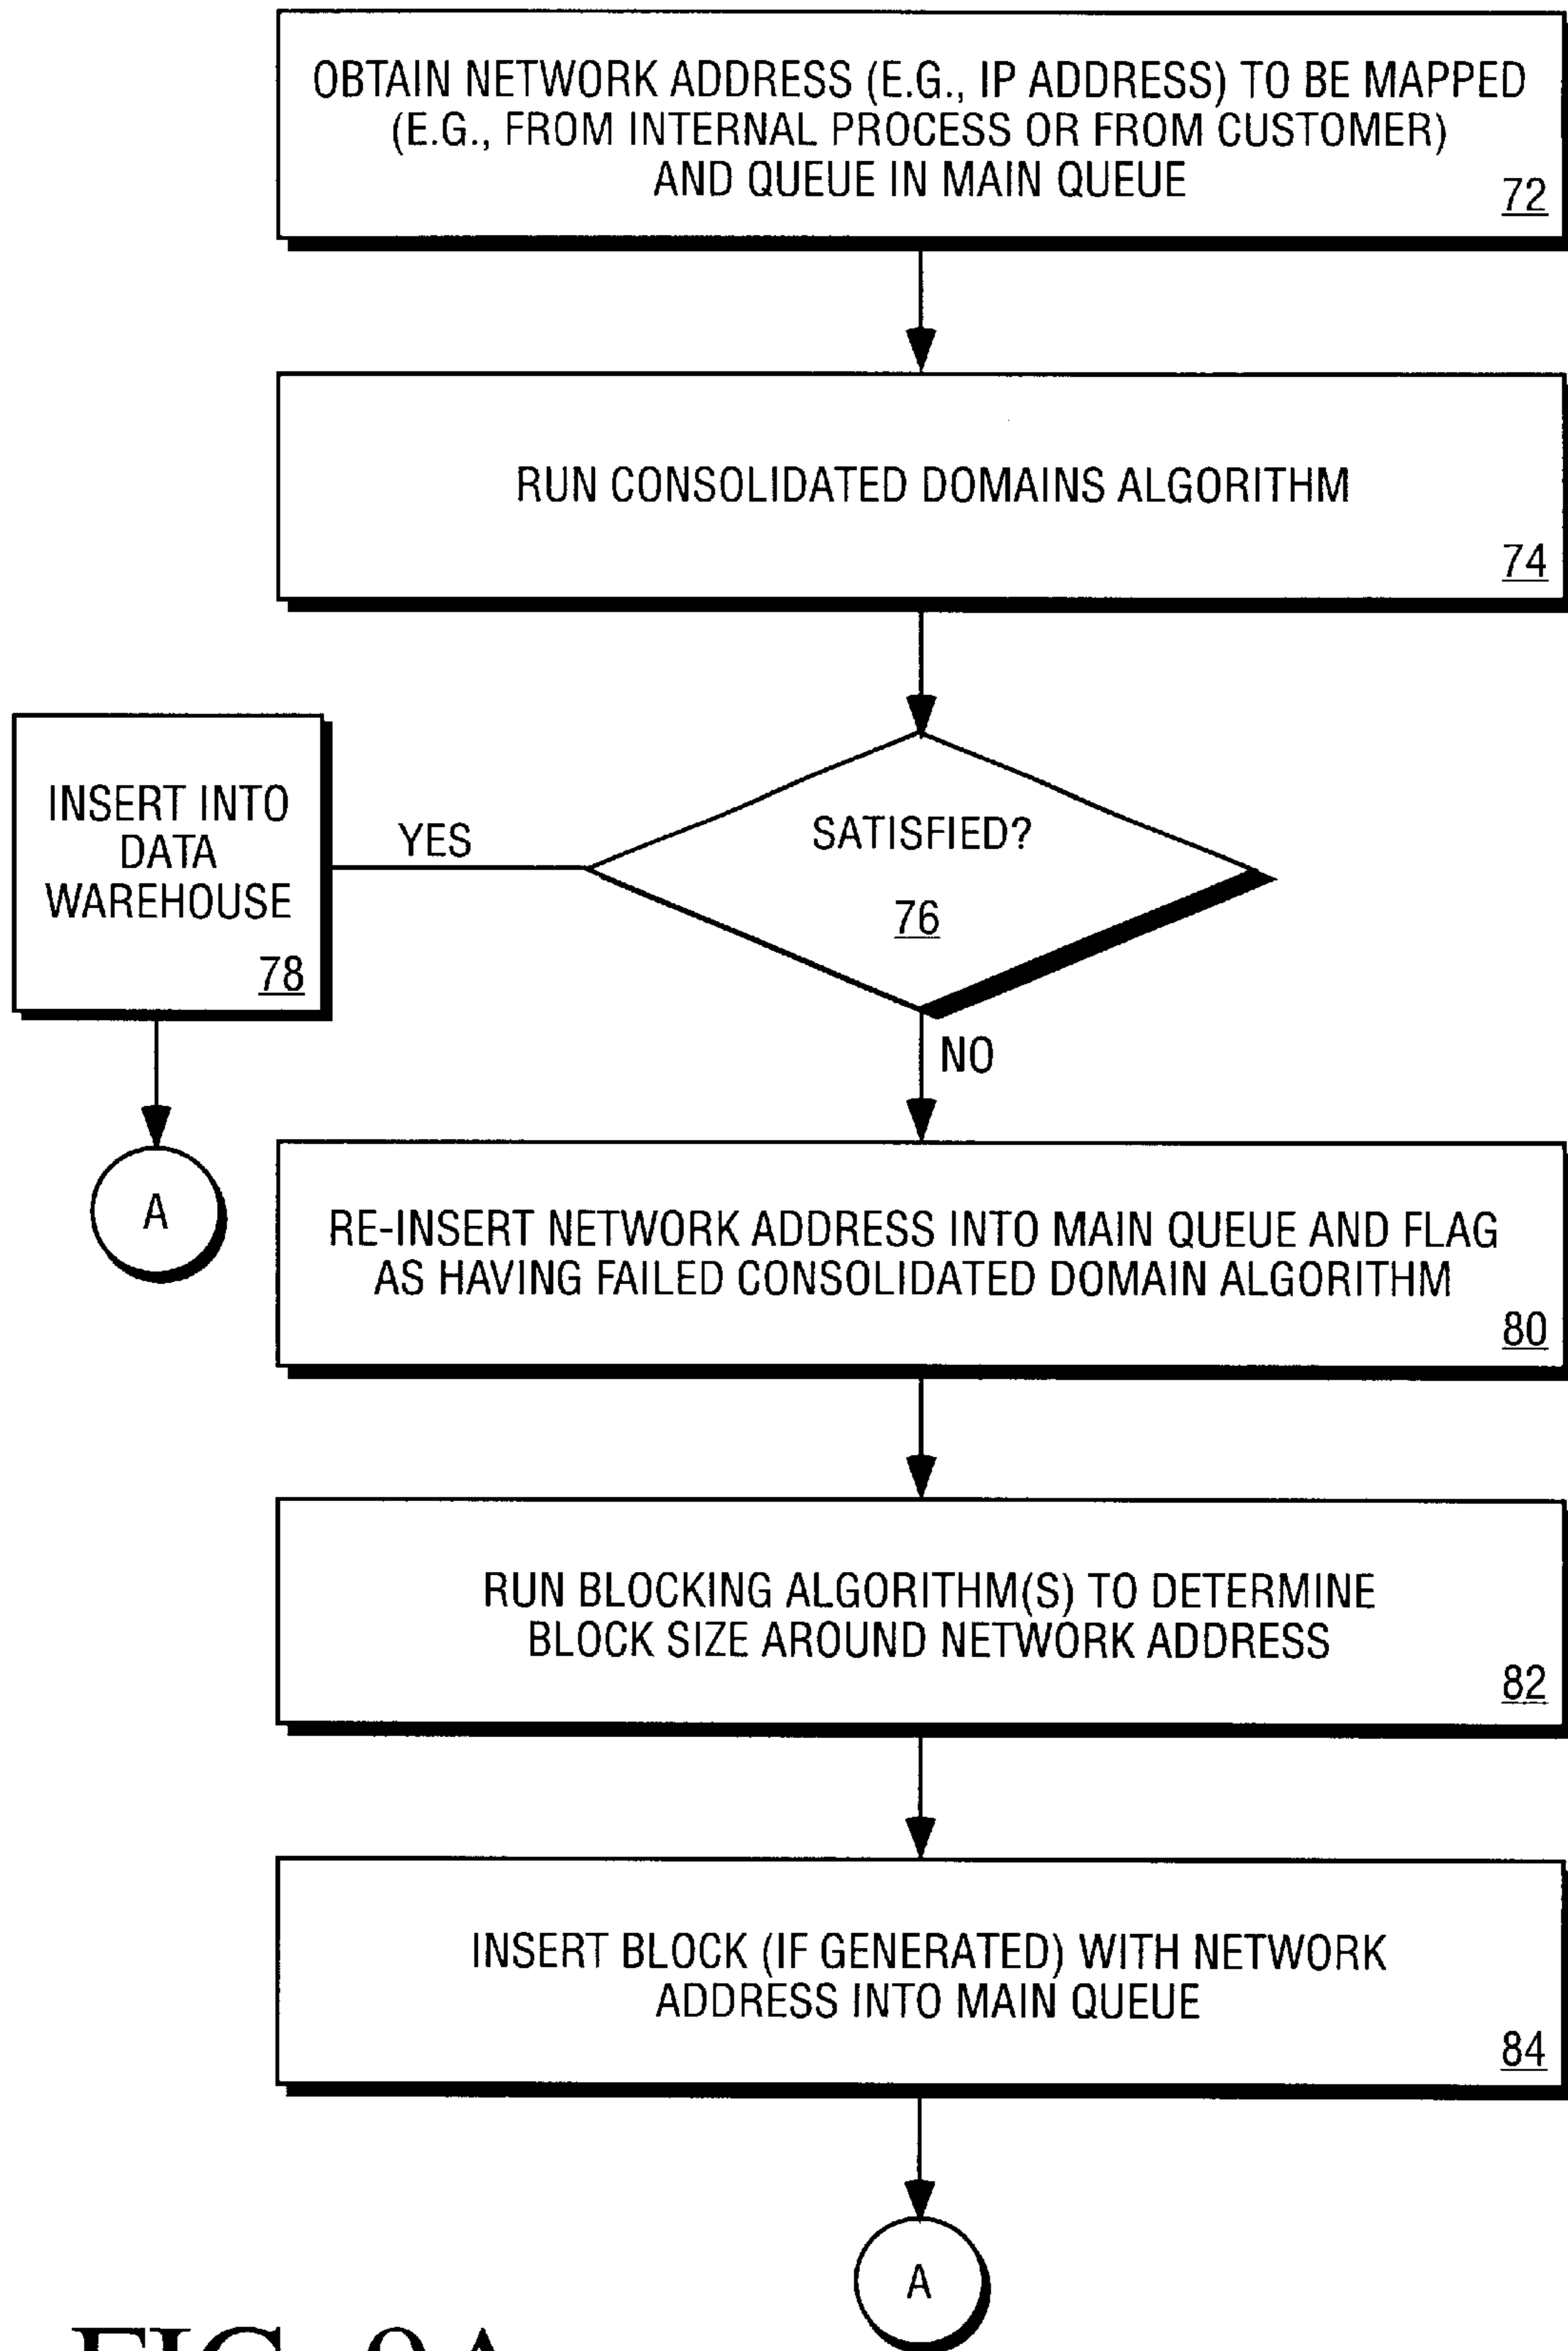 OBTAIN NETWORK ADDRESS (E.G., IP ADDRESS) TO BE MAPPED
(E.G., FROM INTERNAL PROCESS OR FROM CUSTOMER)
AND QUEUE IN MAIN QUEUE
72
RUN CONSOLIDATED DOMAINS ALGORITHM
74
SATISFIED?
76
YES
INSERT INTO
DATA
WAREHOUSE
78
A
NO
RE-INSERT NETWORK ADDRESS INTO MAIN QUEUE AND FLAG
AS HAVING FAILED CONSOLIDATED DOMAIN ALGORITHM
80
RUN BLOCKING ALGORITHM(S) TO DETERMINE
BLOCK SIZE AROUND NETWORK ADDRESS
82
INSERT BLOCK (IF GENERATED) WITH NETWORK
ADDRESS INTO MAIN QUEUE
84
A